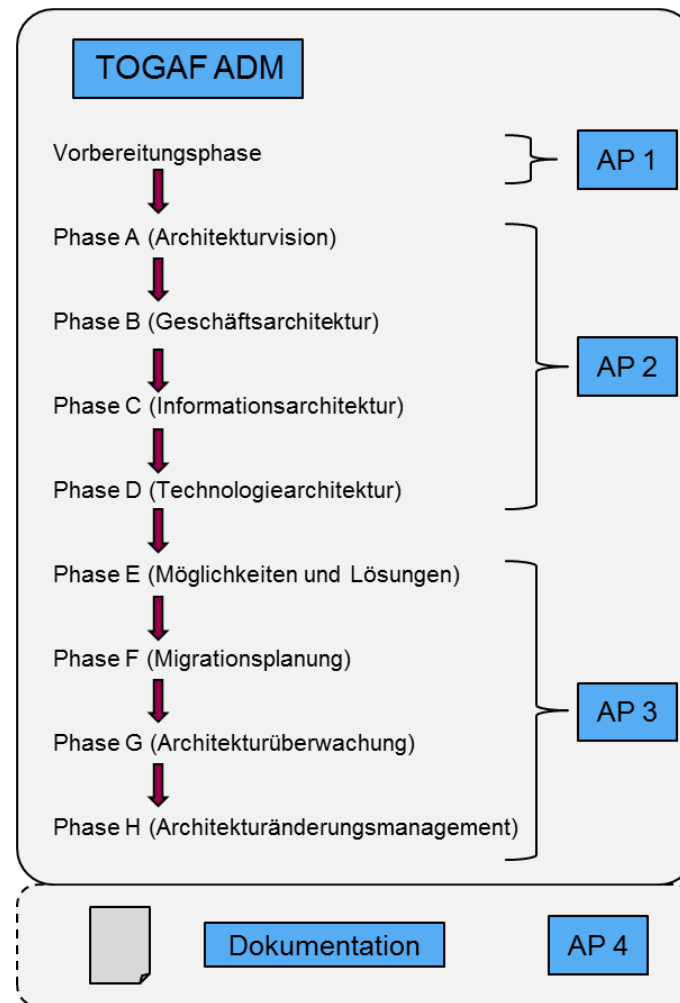 TOGAF ADM
Vorbereitungsphase
AP 1
Phase A (Architekturvision)
Phase B (Geschäftsarchitektur)
AP 2
Phase C (Informationsarchitektur)
Phase D (Technologiearchitektur)
Phase E (Möglichkeiten und Lösungen)
Phase F (Migrationsplanung)
AP 3
Phase G (Architekturüberwachung)
Phase H (Architekturänderungsmanagement)
Dokumentation
AP 4